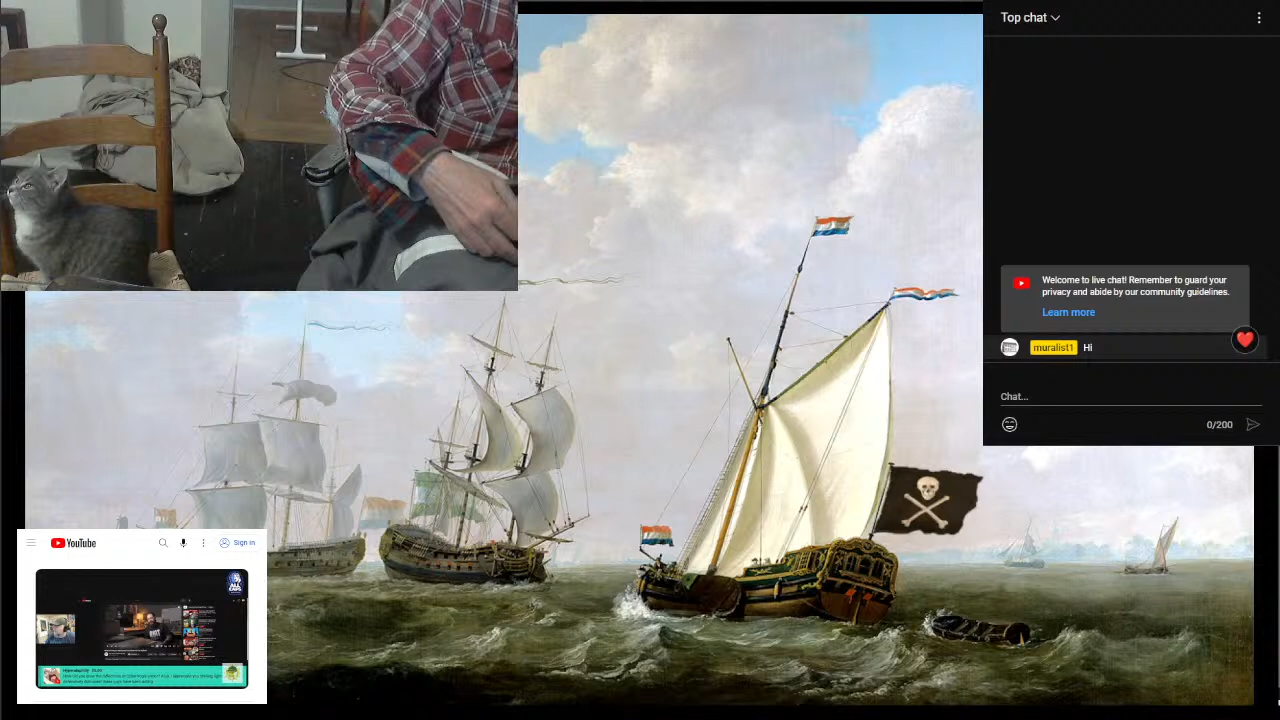 Top chat
Welcome to live chat! Remember to guard your
privacy and abide by our community guidelines.
Learn more
muralist1 Hi
Chat...
0/200
YouTube
Sign in